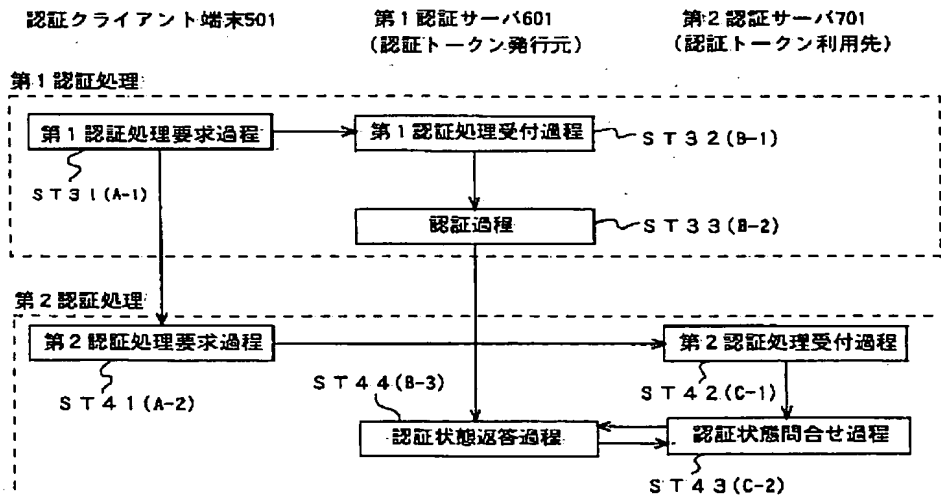 認証クライアント端末501
第1認証サーバ601
(認証トークン発行元)
第2認証サーバ701
(認証トークン利用先)
第1認証処理
第1認証処理要求過程
第1認証処理受付過程
ST32(B-1)
ST31(A-1)
認証過程
ST33(B-2)
第2認証処理
第2認証処理要求過程
第2認証処理受付過程
ST41(A-2)
ST44(B-3)
ST42(C-1)
認証状態返答過程
認証状態問合せ過程
ST43(C-2)